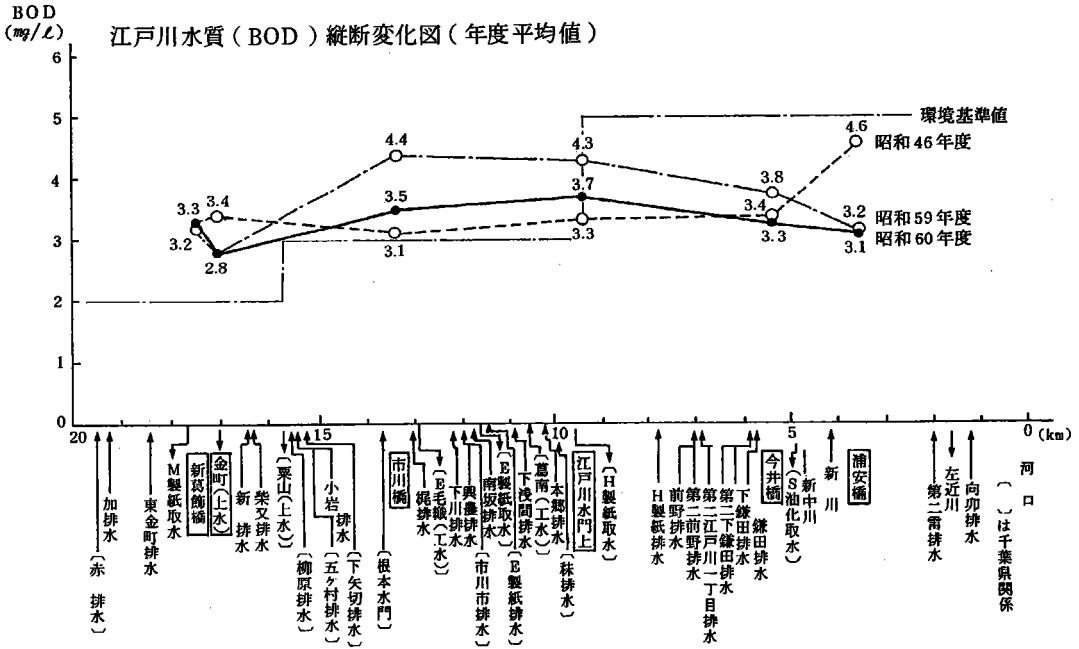 BOD
(mg/ℓ)
江戸川水質(BOD)縦断変化図(年度平均値)
6
5
4
3
2
1
0
環境基準値
昭和46年度
昭和59年度
昭和60年度
3.3
3.2
3.4
2.8
4.4
3.5
3.1
4.3
3.7
3.3
3.8
3.4
3.3
4.6
3.2
3.1
20
15
10
5
0
(km)
〔赤 排水〕
加排水
東金町排水
M製紙取水
新葛飾橋
金町(上水)
新 排水
柴又排水
〔栗山(上水)〕
〔柳原排水〕
小岩 排水
〔五ケ村排水〕
〔下矢切排水〕
〔根本水門〕
市川橋
梶排水
〔E毛織(工水)〕
下川排水
興農排水
〔市川市排水〕
南坂排水
〔E製紙取水〕
〔E製紙排水〕
下浅間排水
〔葛南(工水)〕
本郷排水
〔秣排水〕
江戸川水門上
〔H製紙取水〕
H製紙排水
前野排水
第二前野排水
第二江戸川一丁目排水
第二下鎌田排水
下鎌田排水
鎌田排水
今井橋
〔S油化取水〕
新中川
新川
浦安橋
第二雷排水
左近川
向卯排水
〔 〕は千葉県関係
河口